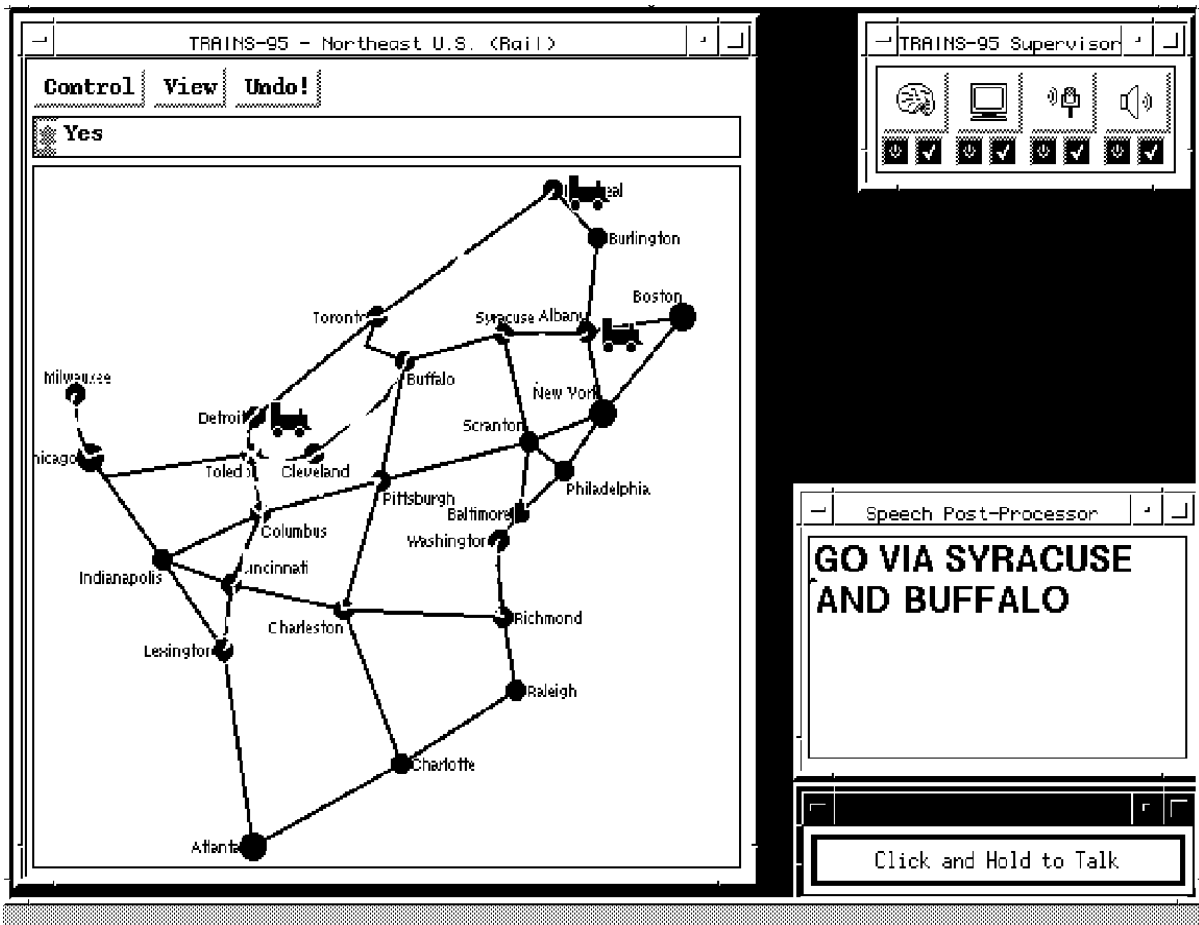 TRAINS-95 - Northeast U.S. (Rail)
TRAINS-95 Supervisor
Control View Undo!
Yes
Burlington
Boston
Toronto
Syracuse Albany
Milwaukee
Buffalo
New York
Detroit
Scranton
Toledo Cleveland
Philadelphia
Pittsburgh
Baltimore
Columbus
Washington
Indianapolis
Charleston
Richmond
Lexington
Raleigh
Charlotte
Atlanta
Speech Post-Processor
GO VIA SYRACUSE
AND BUFFALO
Click and Hold to Talk